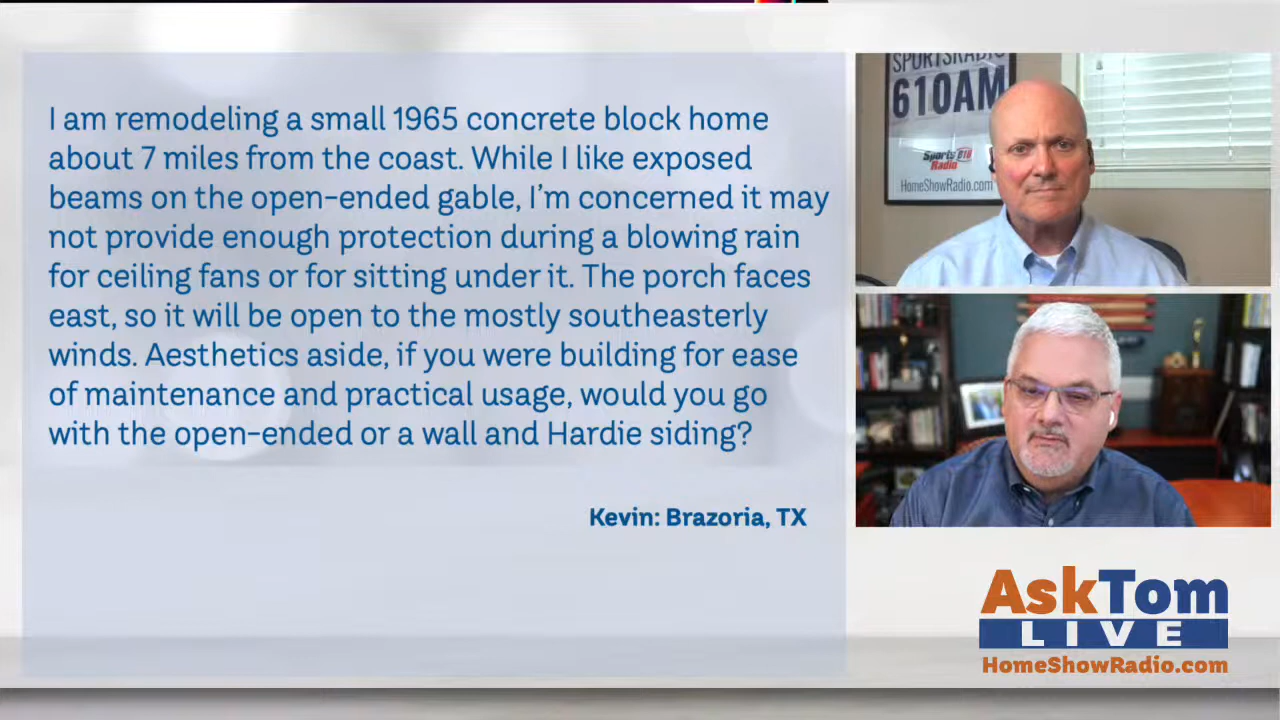 I am remodeling a small 1965 concrete block home
about 7 miles from the coast. While I like exposed
beams on the open-ended gable, I'm concerned it may
not provide enough protection during a blowing rain
for ceiling fans or for sitting under it. The porch faces
east, so it will be open to the mostly southeasterly
winds. Aesthetics aside, if you were building for ease
of maintenance and practical usage, would you go
with the open-ended or a wall and Hardie siding?
Kevin: Brazoria, TX
SPORTSRADIO
610AM
Sports 610
Radio
HomeShowRadio.com
AskTom
LIVE
HomeShowRadio.com